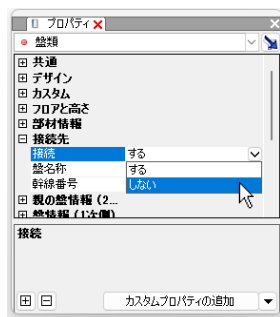 プロパティ
盤類
共通
デザイン
カスタム
フロアと高さ
部材情報
接続先
接続 する
盤名称 する
幹線番号 しない
親の盤情報 (2...
盤情報 (1次側)
接続
カスタムプロパティの追加